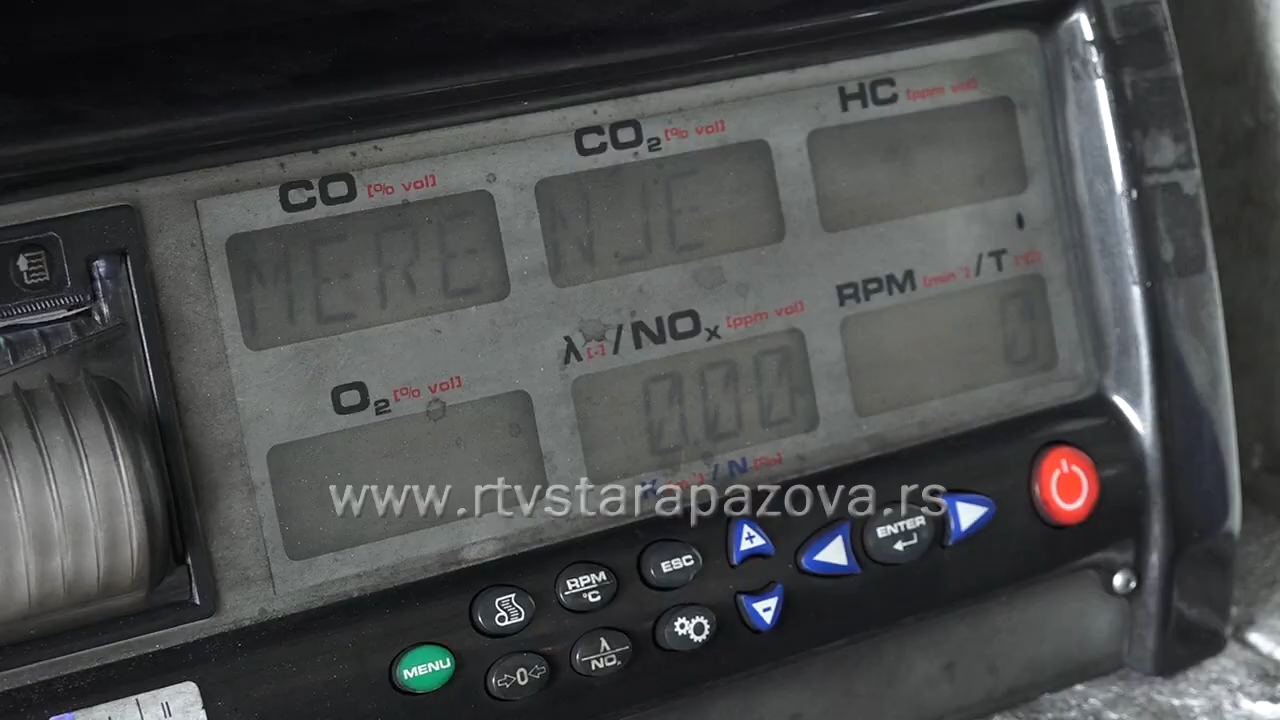 HC [ppm vol]
CO₂ [% vol]
CO [% vol]
MERE NJE
RPM [min⁻¹] / T [°C]
0
λ [-] / NOx [ppm vol]
0.00
O₂ [% vol]
K [m⁻¹] / N [%]
www.rtvstarapazova.rs
ENTER
ESC
RPM
°C
λ
NOx
MENU
0